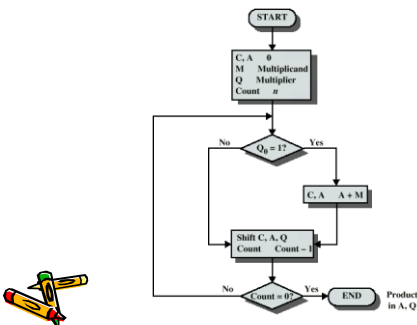 START
C, A 0
M Multiplicand
Q Multiplier
Count n
No
Q0 = 1?
Yes
C, A A + M
Shift C, A, Q
Count Count – 1
No
Count = 0?
Yes
END
Product
in A, Q